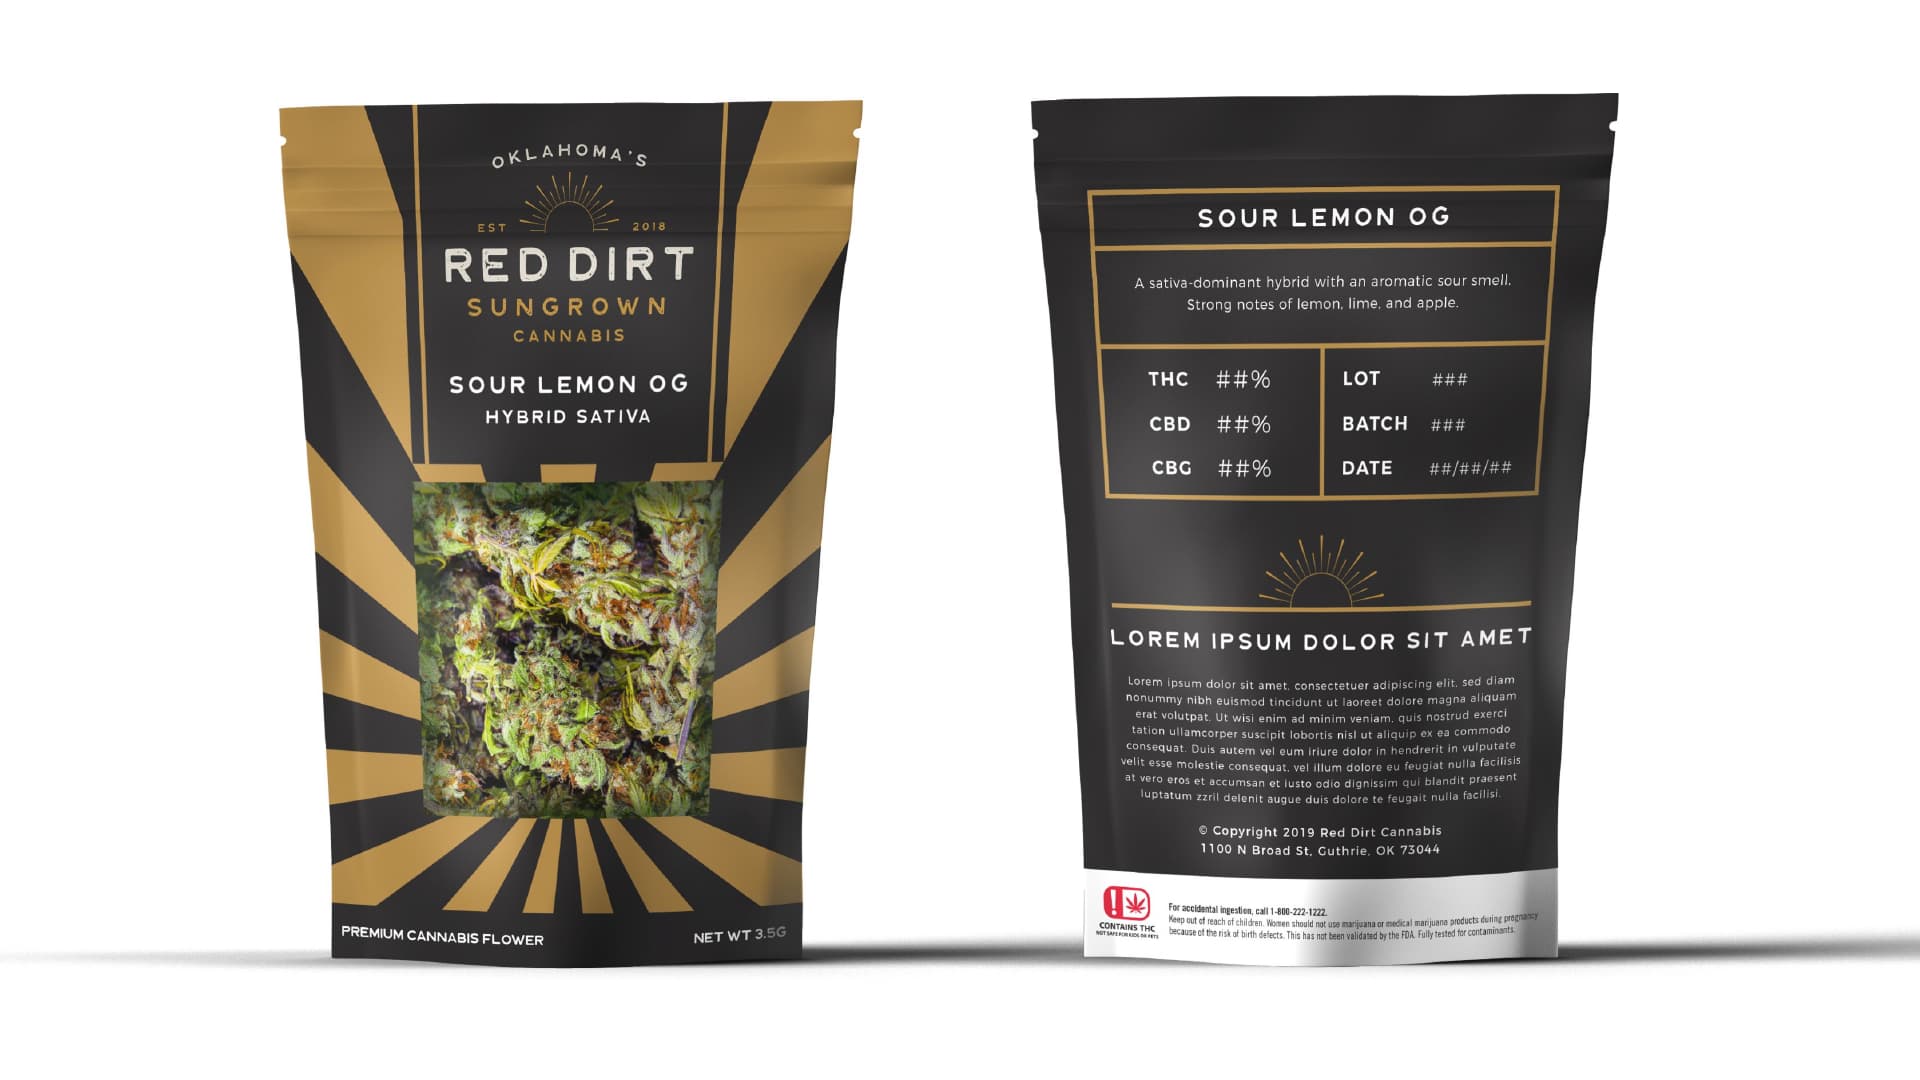 OKLAHOMA'S
EST 2018
RED DIRT
SUNGROWN
CANNABIS
SOUR LEMON OG
HYBRID SATIVA
PREMIUM CANNABIS FLOWER
NET WT 3.5G
SOUR LEMON OG
A sativa-dominant hybrid with an aromatic sour smell.
Strong notes of lemon, lime, and apple.
THC ##%
CBD ##%
CBG ##%
LOT ###
BATCH ###
DATE ##/##/##
LOREM IPSUM DOLOR SIT AMET
Lorem ipsum dolor sit amet, consectetuer adipiscing elit, sed diam
nonummy nibh euismod tincidunt ut laoreet dolore magna aliquam
erat volutpat. Ut wisi enim ad minim veniam, quis nostrud exerci
tation ullamcorper suscipit lobortis nisl ut aliquip ex ea commodo
consequat. Duis autem vel eum iriure dolor in hendrerit in vulputate
velit esse molestie consequat, vel illum dolore eu feugiat nulla facilisis
at vero eros et accumsan et iusto odio dignissim qui blandit praesent
luptatum zzril delenit augue duis dolore te feugait nulla facilisi.
© Copyright 2019 Red Dirt Cannabis
1100 N Broad St, Guthrie, OK 73044
CONTAINS THC
NOT SAFE FOR KIDS OR PETS
For accidental ingestion, call 1-800-222-1222.
Keep out of reach of children. Women should not use marijuana or medical marijuana products during pregnancy
because of the risk of birth defects. This has not been validated by the FDA. Fully tested for contaminants.